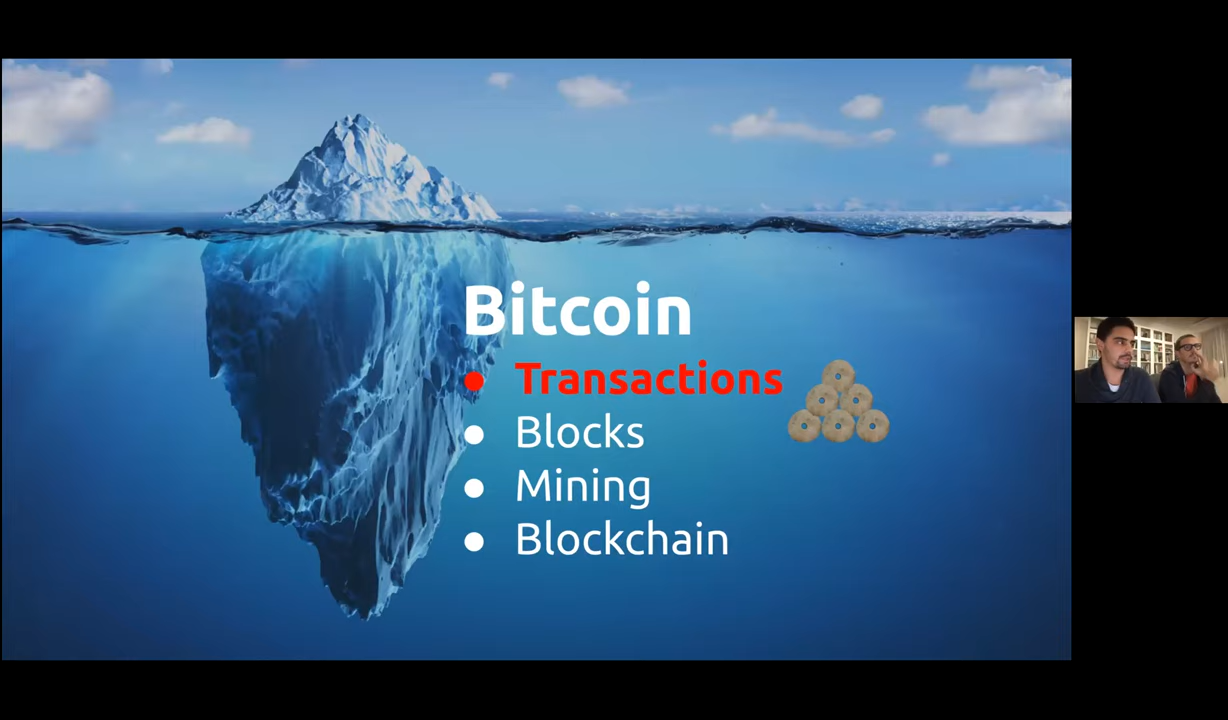 Bitcoin
● Transactions
● Blocks
● Mining
● Blockchain